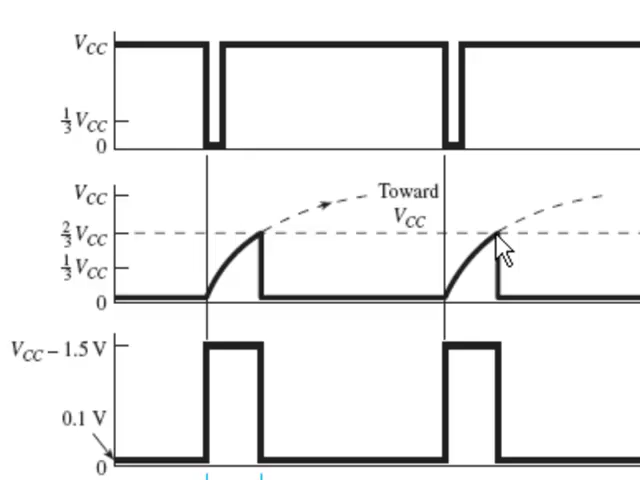 V_CC
1/3 V_CC
0
V_CC
Toward
V_CC
2/3 V_CC
1/3 V_CC
0
V_CC – 1.5 V
0.1 V
0